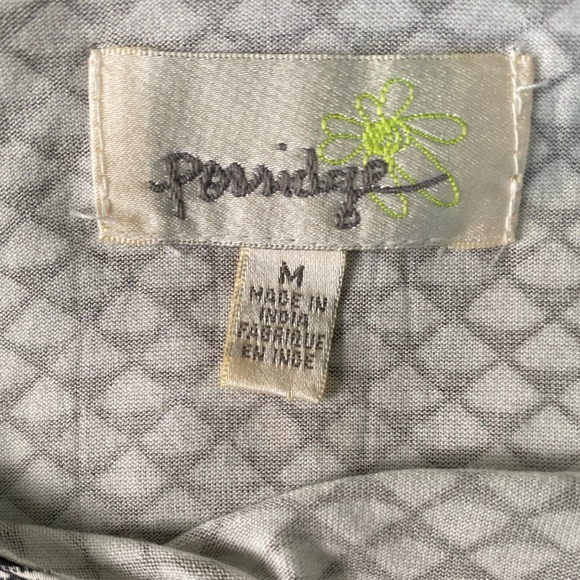 Porridge
M
MADE IN
INDIA
FABRIQUE
EN INDE